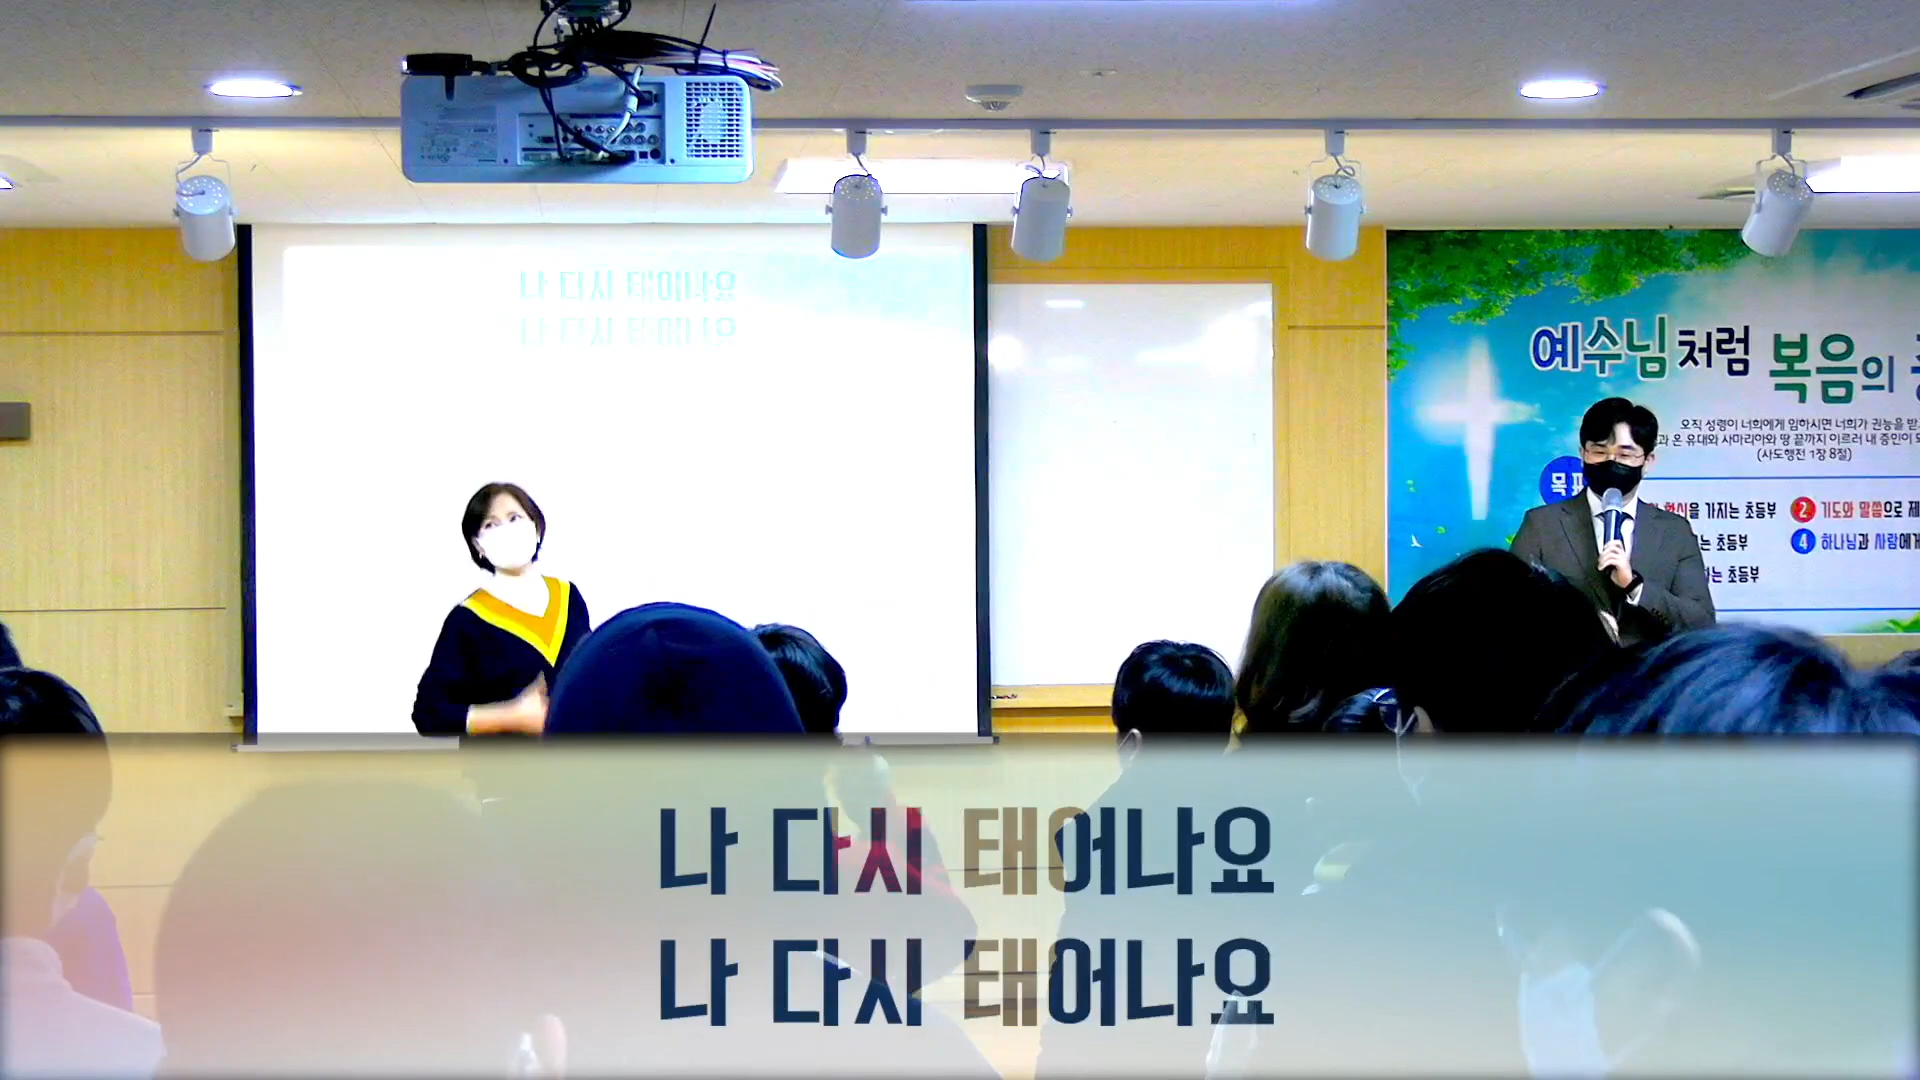 나 다시 태어나요
나 다시 태어나요
예수님처럼 복음의
오직 성령이 너희에게 임하시면 너희가 권능을 받
과 온 유대와 사마리아와 땅 끝까지 이르러 내 증인이
(사도행전 1장 8절)
목표
을 가지는 초등부 2 기도와 말씀으로 제
는 초등부 4 하나님과 사람에게
하는 초등부
나 다시 태어나요
나 다시 태어나요